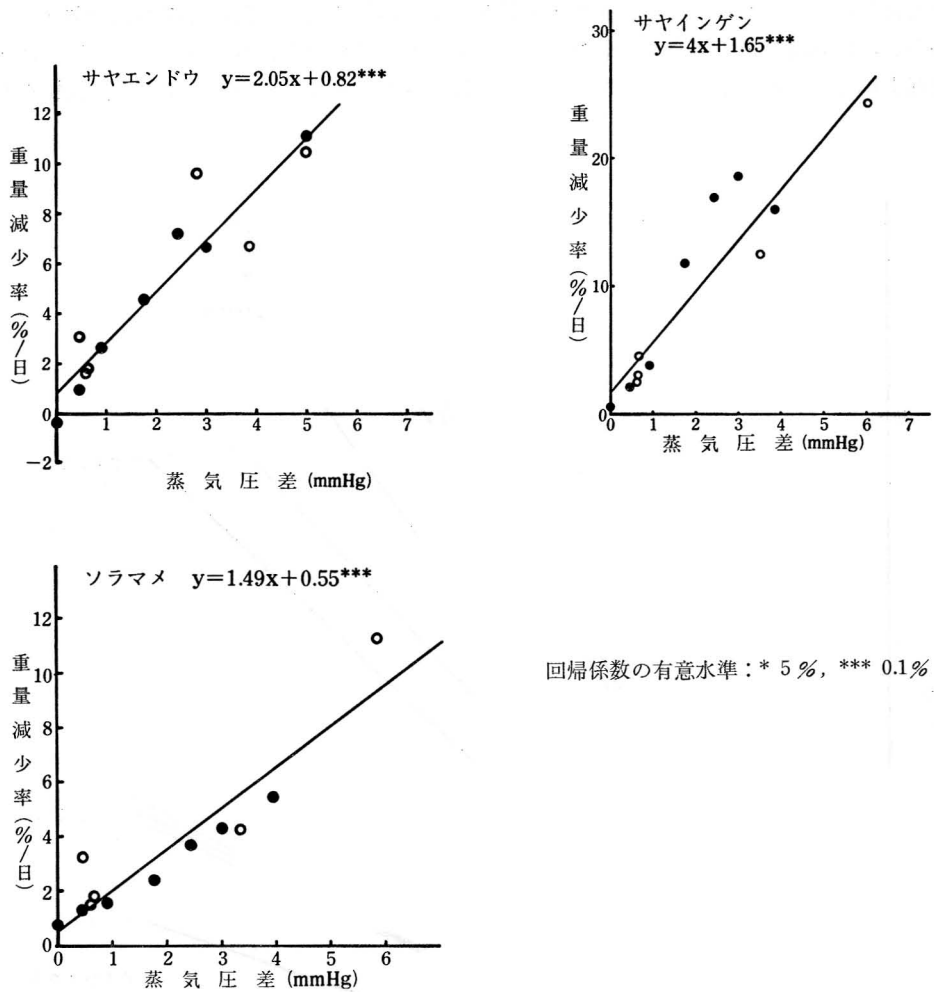 サヤエンドウ y=2.05x+0.82***
12
10
8
6
4
2
0
-2
重量減少率(%/日)
1 2 3 4 5 6 7
蒸気圧差(mmHg)
サヤインゲン
y=4x+1.65***
30
20
10
0
重量減少率(%/日)
0 1 2 3 4 5 6 7
蒸気圧差(mmHg)
ソラマメ y=1.49x+0.55***
12
10
8
6
4
2
0
重量減少率(%/日)
0 1 2 3 4 5 6
蒸気圧差(mmHg)
回帰係数の有意水準:* 5%, *** 0.1%